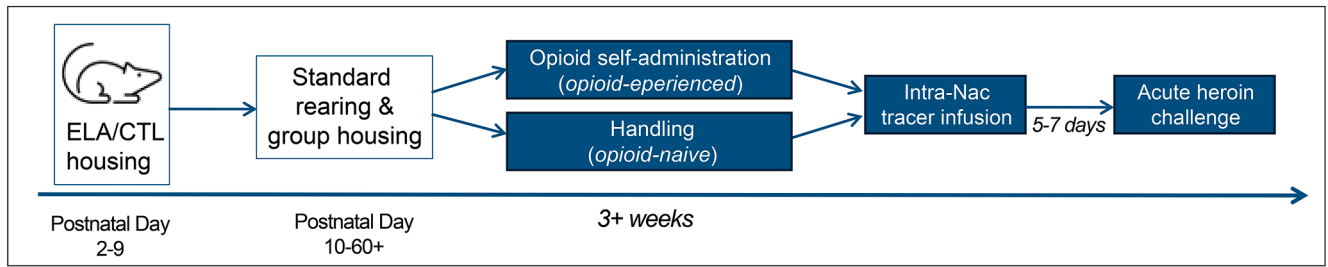 ELA/CTL
housing
Standard
rearing &
group housing
Opioid self-administration
(opioid-eperienced)
Handling
(opioid-naive)
Intra-Nac
tracer infusion
5-7 days
Acute heroin
challenge
Postnatal Day
2-9
Postnatal Day
10-60+
3+ weeks